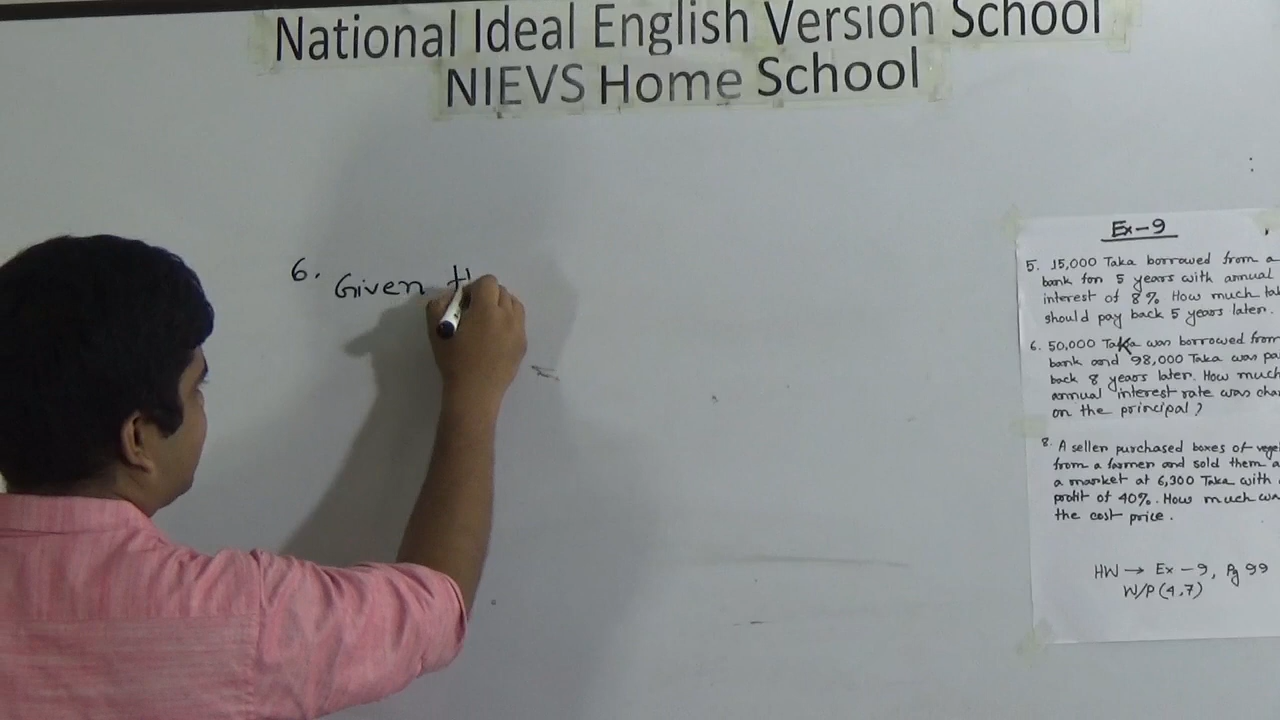 National Ideal English Version School
NIEVS Home School
6. Given
Ex-9
5. 15,000 Taka borrowed from a
bank for 5 years with annual
interest of 8% How much
should pay back 5 years later.
6. 50,000 Taka was borrowed from
bank and 98,000 Taka was
back 8 years later. How much
annual interest rate was
on the principal?
8. A seller purchased boxes of
from a farmer and sold them
a market at 6,300 Taka with
profit of 40%. How much
the cost price.
HW → Ex-9, Pg 99
W/P (4,7)